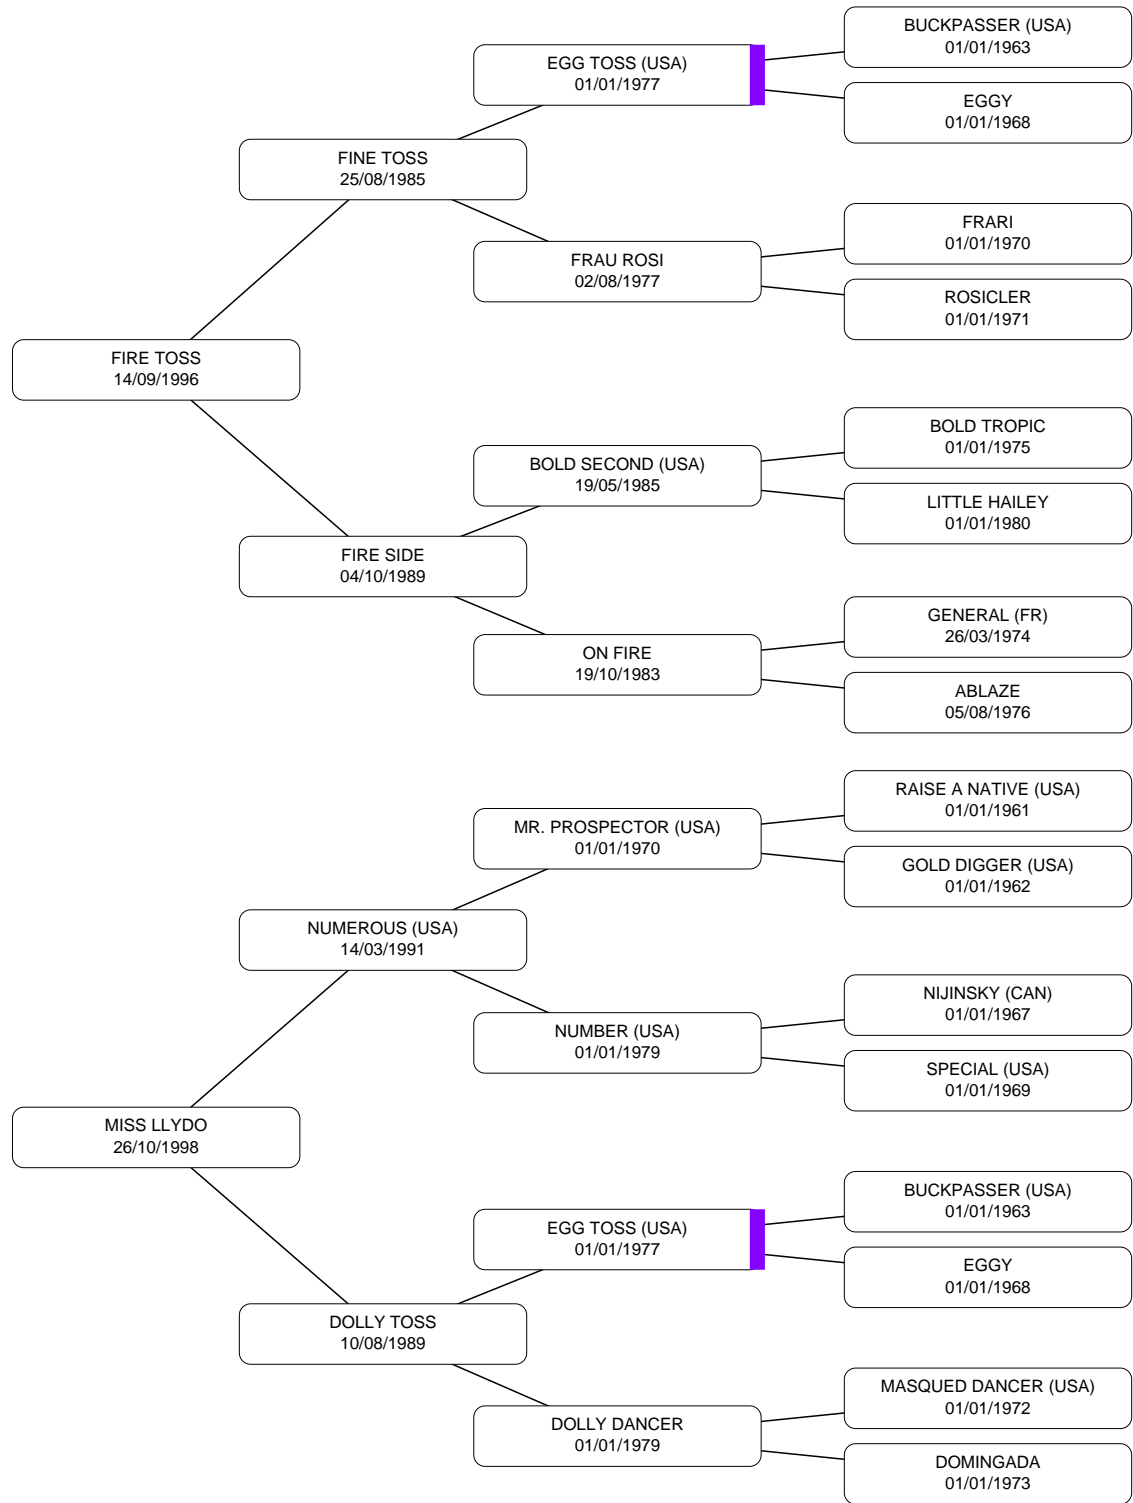 BUCKPASSER (USA)
01/01/1963
EGG TOSS (USA)
01/01/1977
EGGY
01/01/1968
FINE TOSS
25/08/1985
FRARI
01/01/1970
FRAU ROSI
02/08/1977
ROSICLER
01/01/1971
FIRE TOSS
14/09/1996
BOLD TROPIC
01/01/1975
BOLD SECOND (USA)
19/05/1985
LITTLE HAILEY
01/01/1980
FIRE SIDE
04/10/1989
GENERAL (FR)
26/03/1974
ON FIRE
19/10/1983
ABLAZE
05/08/1976
RAISE A NATIVE (USA)
01/01/1961
MR. PROSPECTOR (USA)
01/01/1970
GOLD DIGGER (USA)
01/01/1962
NUMEROUS (USA)
14/03/1991
NIJINSKY (CAN)
01/01/1967
NUMBER (USA)
01/01/1979
SPECIAL (USA)
01/01/1969
MISS LLYDO
26/10/1998
BUCKPASSER (USA)
01/01/1963
EGG TOSS (USA)
01/01/1977
EGGY
01/01/1968
DOLLY TOSS
10/08/1989
MASQUED DANCER (USA)
01/01/1972
DOLLY DANCER
01/01/1979
DOMINGADA
01/01/1973